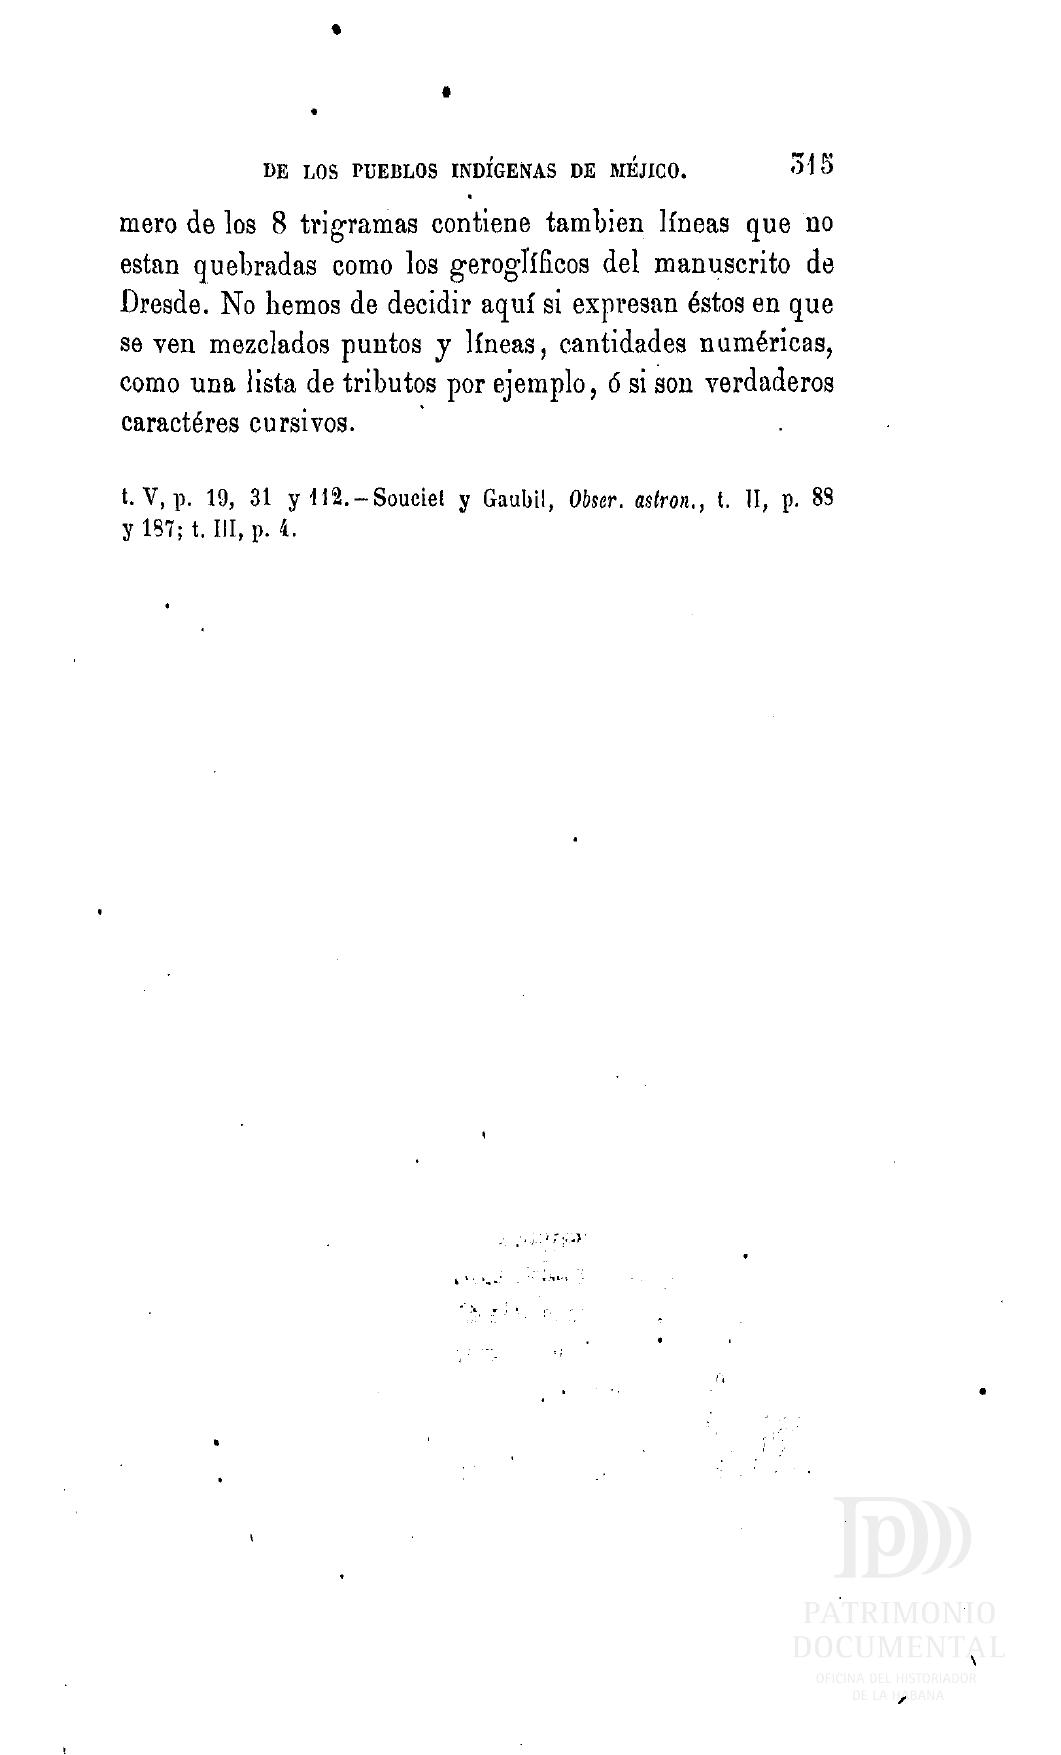 DE LOS PUEBLOS INDÍGENAS DE MÉJICO. 315
mero de los 8 trigramas contiene tambien líneas que no
estan quebradas como los geroglíficos del manuscrito de
Dresde. No hemos de decidir aquí si expresan éstos en que
se ven mezclados puntos y líneas, cantidades numéricas,
como una lista de tributos por ejemplo, ó si son verdaderos
caractéres cursivos.
t. V, p. 19, 31 y 112.—Souciet y Gaubil, Obser. astron., t. II, p. 88
y 187; t. III, p. 4.
PATRIMONIO
DOCUMENTAL
OFICINA DEL HISTORIADOR
DE LA HABANA